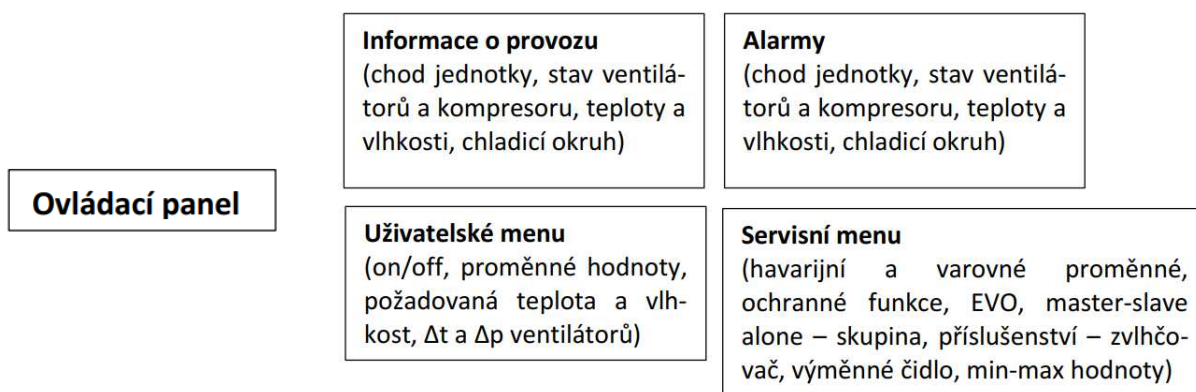 Informace o provozu
(chod jednotky, stav ventilá-
torů a kompresoru, teploty a
vlhkosti, chladicí okruh)
Alarmy
(chod jednotky, stav ventilá-
torů a kompresoru, teploty a
vlhkosti, chladicí okruh)
Ovládací panel
Uživatelské menu
(on/off, proměnné hodnoty,
požadovaná teplota a vlh-
kost, Δt a Δp ventilátorů)
Servisní menu
(havarijní a varovné proměnné,
ochranné funkce, EVO, master-slave
alone – skupina, příslušenství – zvlhčo-
vač, výměnné čidlo, min-max hodnoty)